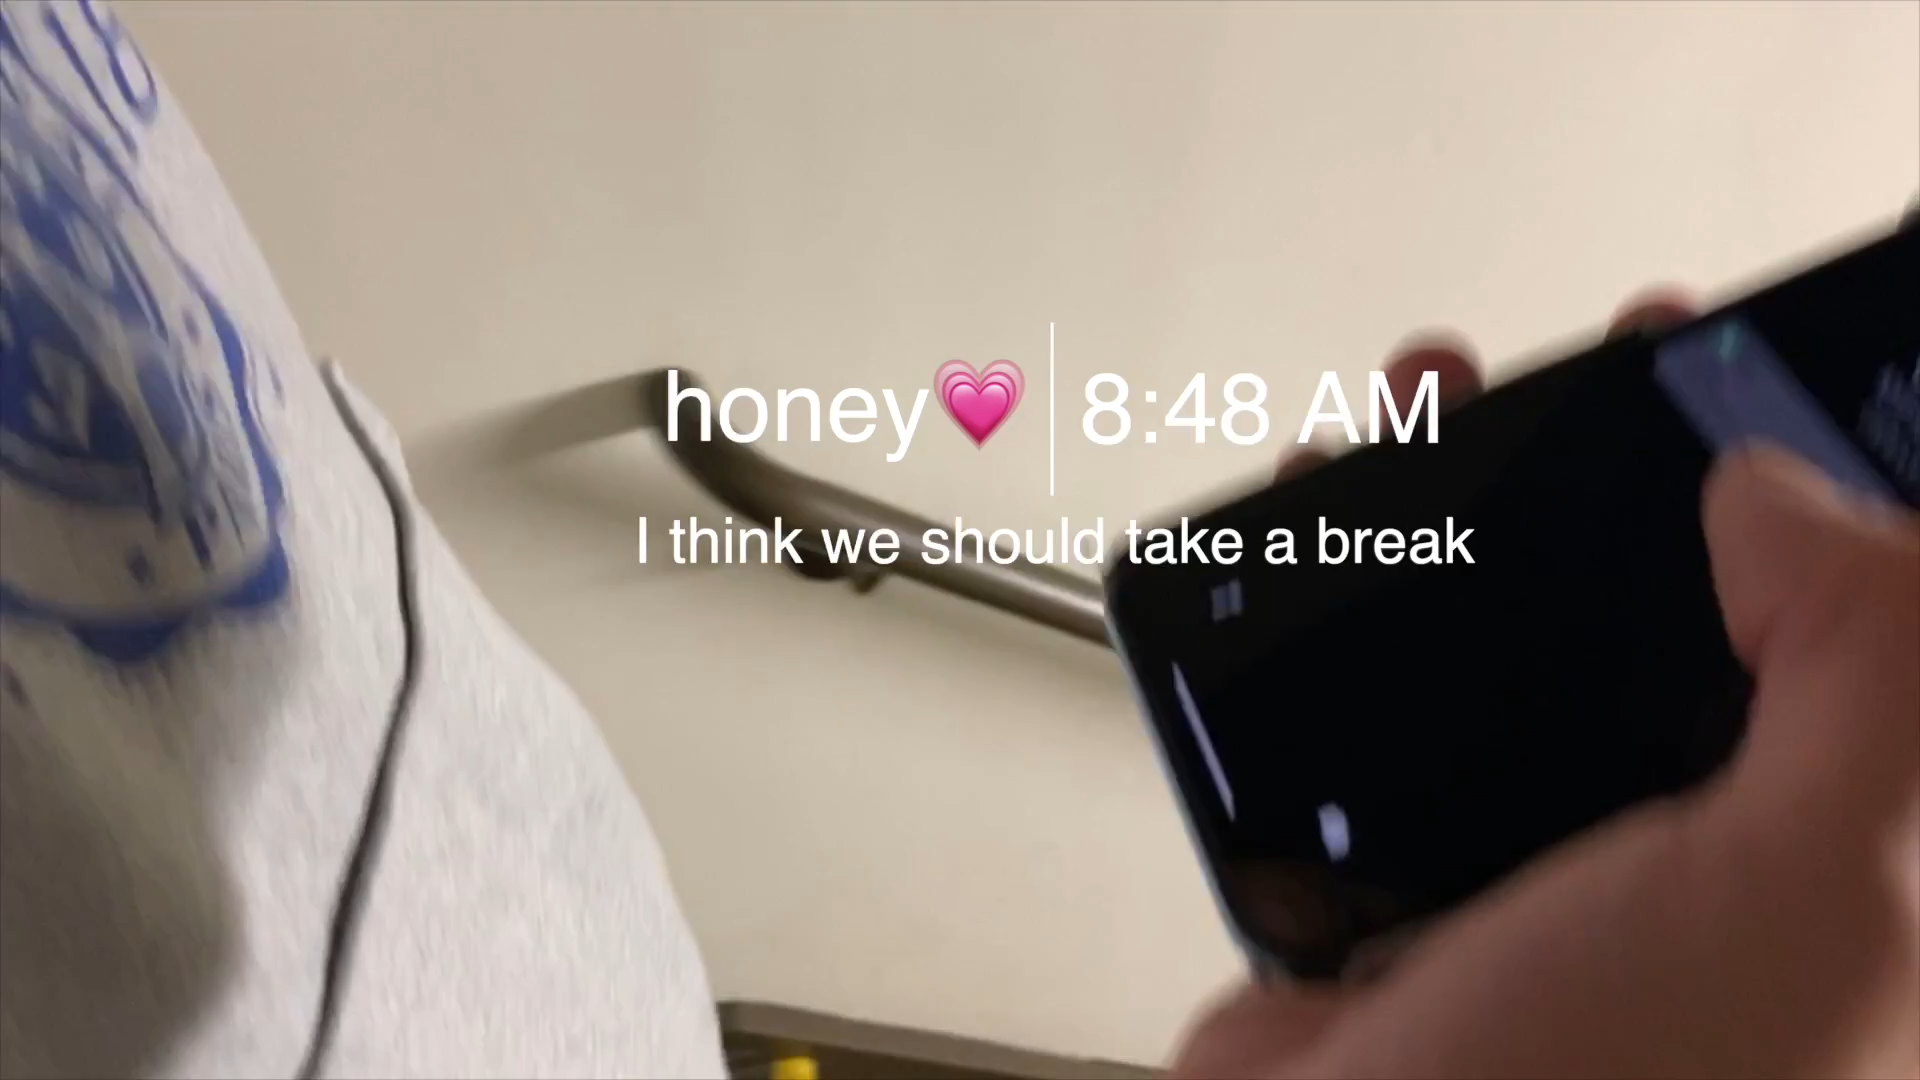 honey💗 | 8:48 AM
I think we should take a break